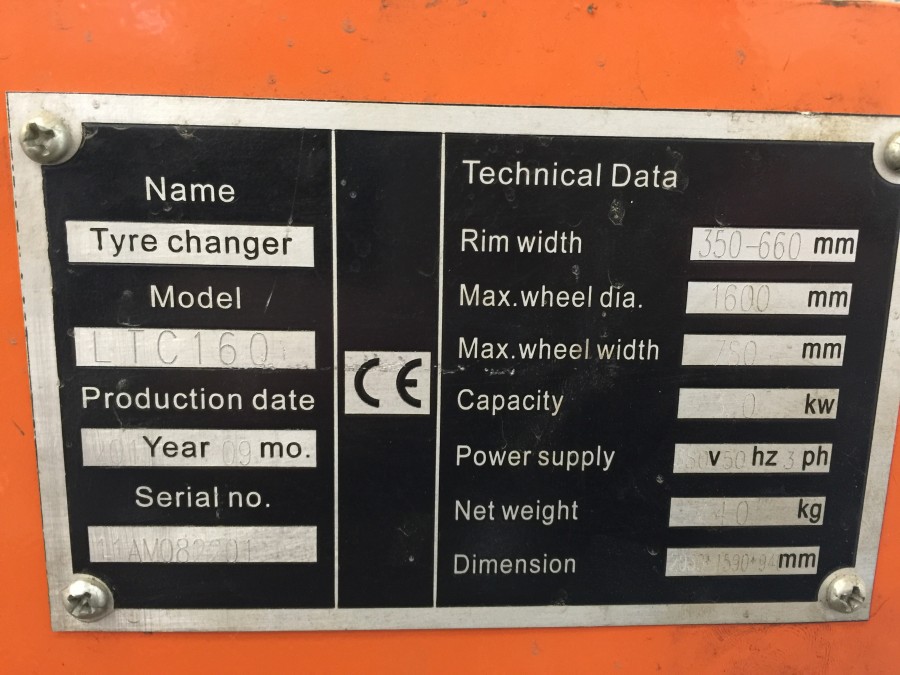 Name
Tyre changer
Model
LTC160
Production date
Year 09 mo.
Serial no.
CE
Technical Data
Rim width 350-660 mm
Max.wheel dia. 1600 mm
Max.wheel width 750 mm
Capacity kw
Power supply v 50 hz 3 ph
Net weight kg
Dimension mm